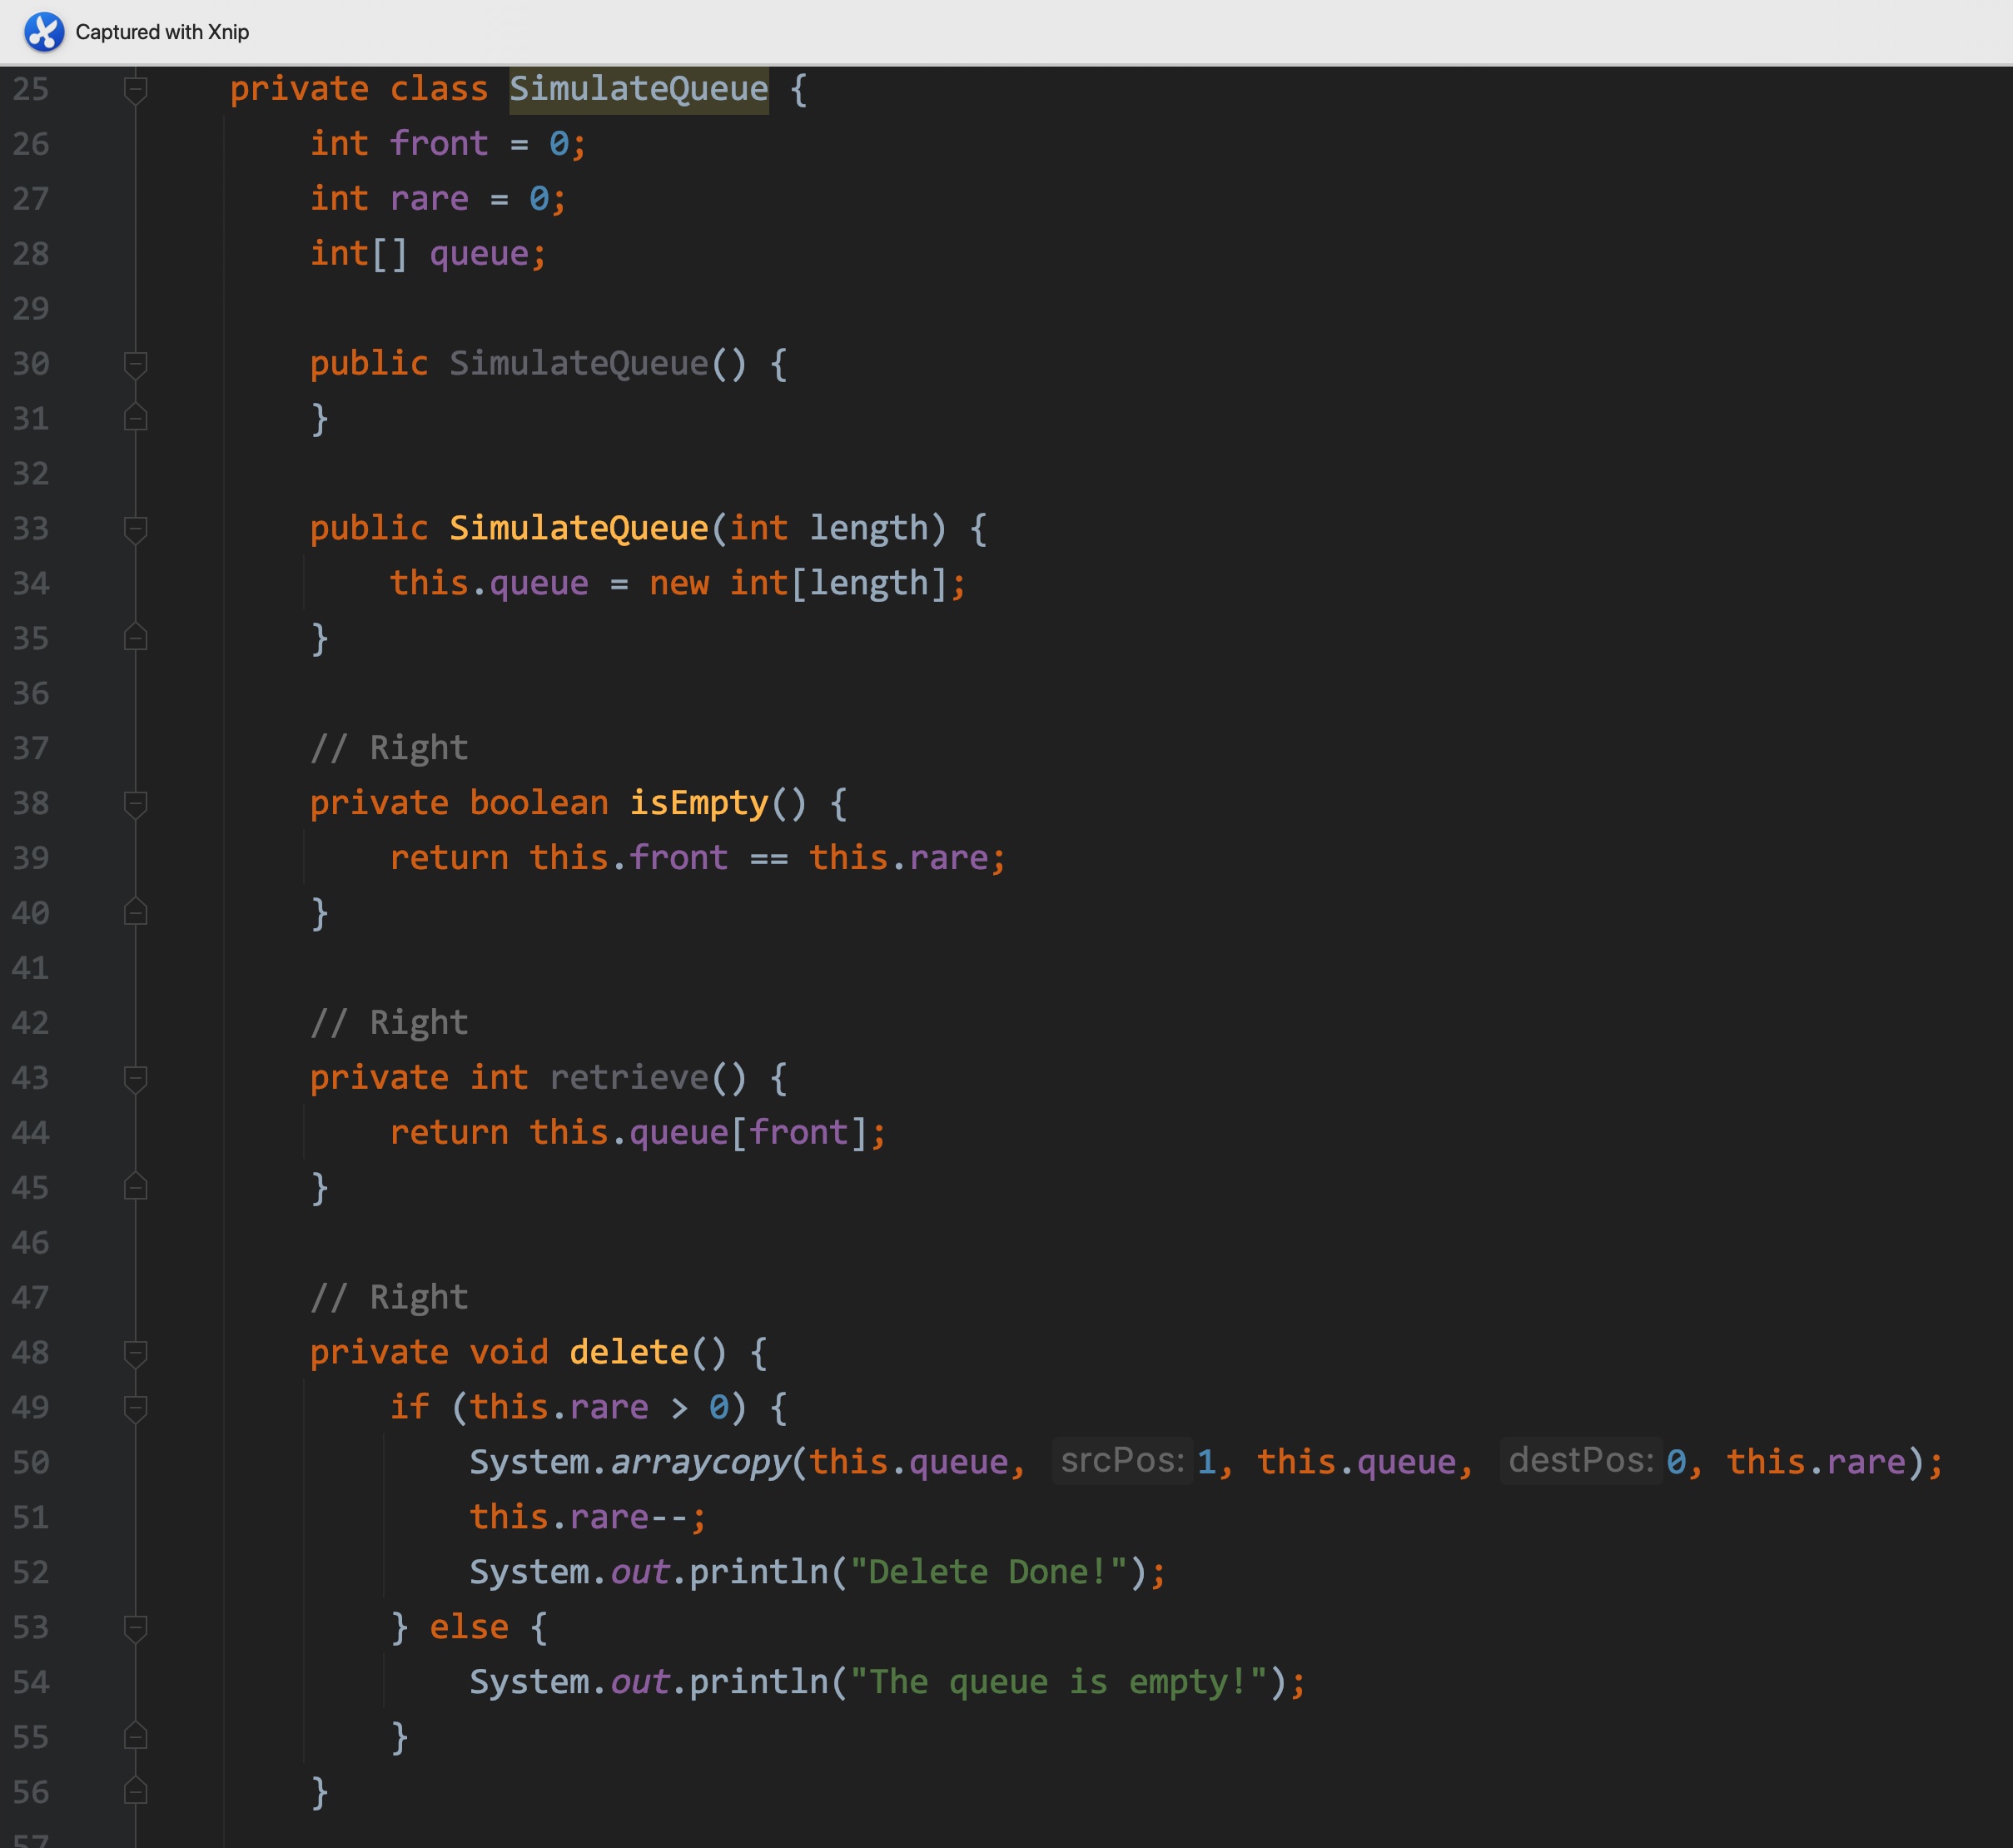 Captured with Xnip
25 private class SimulateQueue {
26 int front = 0;
27 int rare = 0;
28 int[] queue;
29
30 public SimulateQueue() {
31 }
32
33 public SimulateQueue(int length) {
34 this.queue = new int[length];
35 }
36
37 // Right
38 private boolean isEmpty() {
39 return this.front == this.rare;
40 }
41
42 // Right
43 private int retrieve() {
44 return this.queue[front];
45 }
46
47 // Right
48 private void delete() {
49 if (this.rare > 0) {
50 System.arraycopy(this.queue, srcPos: 1, this.queue, destPos: 0, this.rare);
51 this.rare--;
52 System.out.println("Delete Done!");
53 } else {
54 System.out.println("The queue is empty!");
55 }
56 }
57